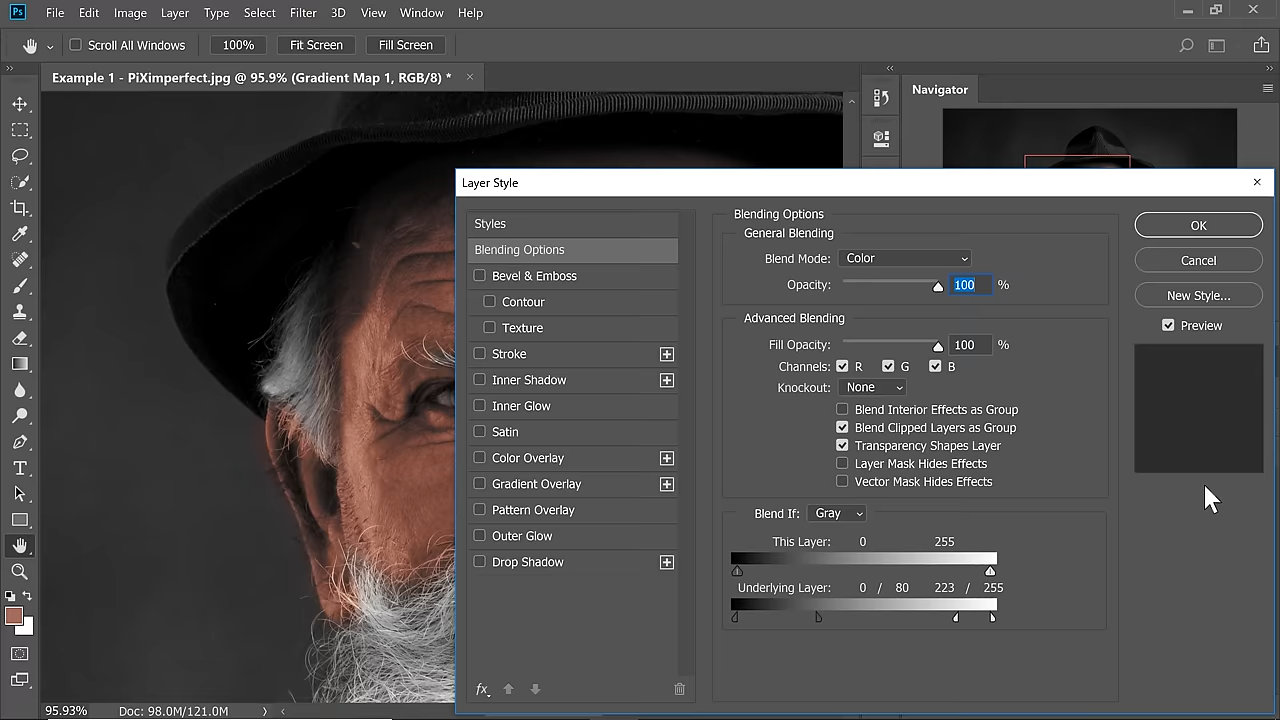 Ps File Edit Image Layer Type Select Filter 3D View Window Help
Scroll All Windows 100% Fit Screen Fill Screen
Example 1 - PiXimperfect.jpg @ 95.9% (Gradient Map 1, RGB/8) *
Navigator
Layer Style
Styles
Blending Options
Bevel & Emboss
Contour
Texture
Stroke
Inner Shadow
Inner Glow
Satin
Color Overlay
Gradient Overlay
Pattern Overlay
Outer Glow
Drop Shadow
fx
Blending Options
General Blending
Blend Mode: Color
Opacity: 100 %
Advanced Blending
Fill Opacity: 100 %
Channels: R G B
Knockout: None
Blend Interior Effects as Group
Blend Clipped Layers as Group
Transparency Shapes Layer
Layer Mask Hides Effects
Vector Mask Hides Effects
Blend If: Gray
This Layer: 0 255
Underlying Layer: 0 / 80 223 / 255
OK
Cancel
New Style...
Preview
95.93% Doc: 98.0M/121.0M